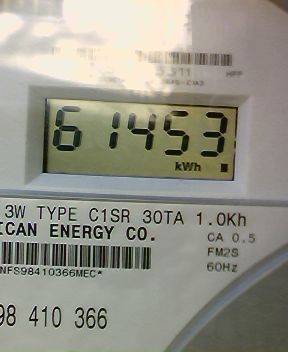 61453
kWh
3W TYPE C1SR 30TA 1.0Kh
ICAN ENERGY CO.
CA 0.5
FM2S
60Hz
NFS98410366MEC*
98 410 366